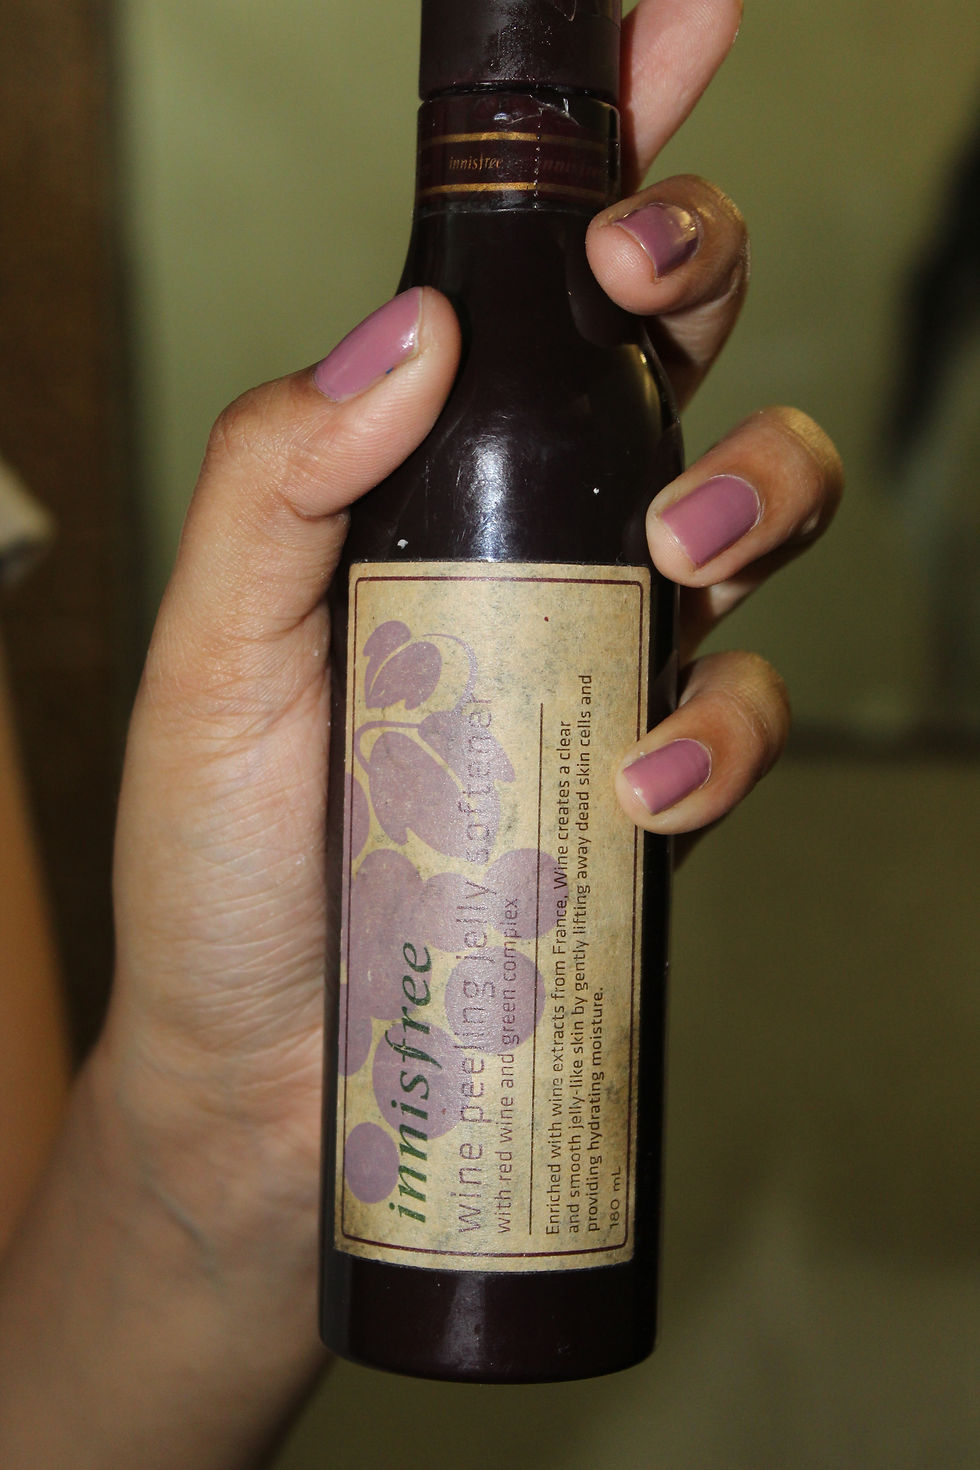 innisfree
innisfree
wine peeling jelly softener
with red wine and green complex
Enriched with wine extracts from France, Wine creates a clear
and smooth jelly-like skin by gently lifting away dead skin cells and
providing hydrating moisture.
180 mL